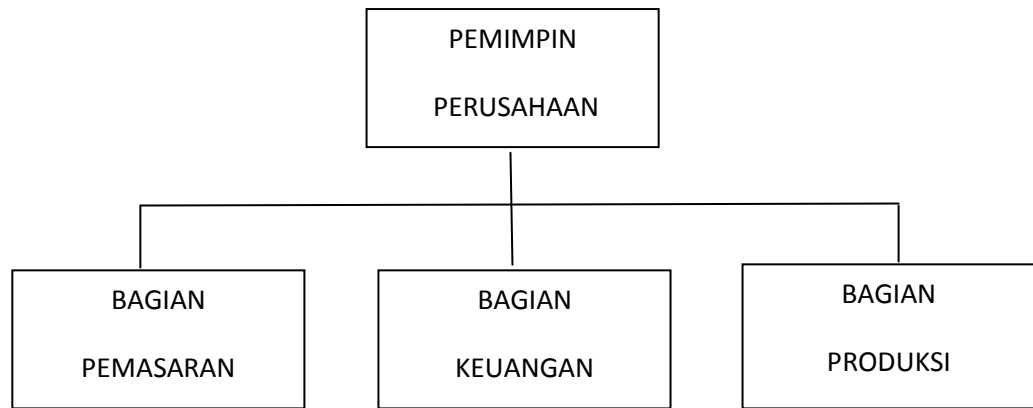 PEMIMPIN
PERUSAHAAN
BAGIAN
PEMASARAN
BAGIAN
KEUANGAN
BAGIAN
PRODUKSI